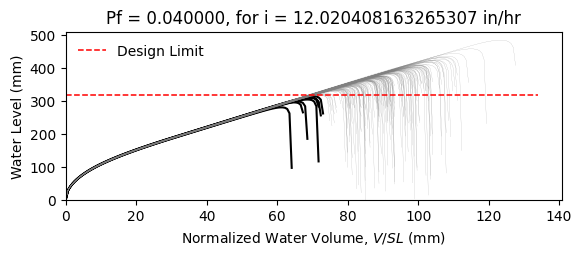 Pf = 0.040000, for i = 12.020408163265307 in/hr
Design Limit
Water Level (mm)
500
400
300
200
100
0
0 20 40 60 80 100 120 140
Normalized Water Volume, V/SL (mm)